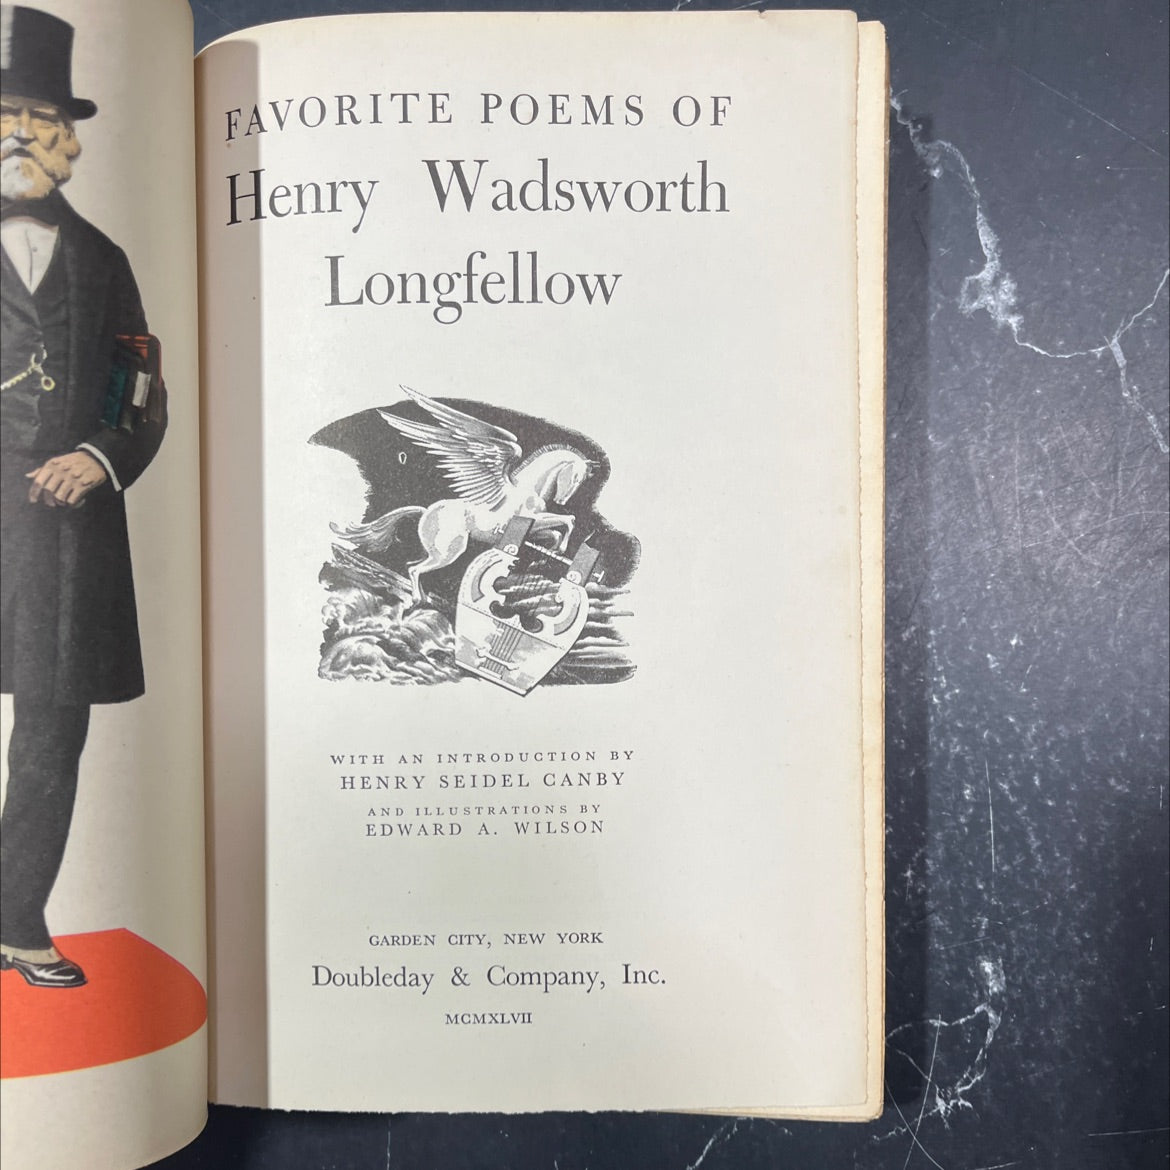 FAVORITE POEMS OF
Henry Wadsworth
Longfellow
WITH AN INTRODUCTION BY
HENRY SEIDEL CANBY
AND ILLUSTRATIONS BY
EDWARD A. WILSON
GARDEN CITY, NEW YORK
Doubleday & Company, Inc.
MCMXLVII